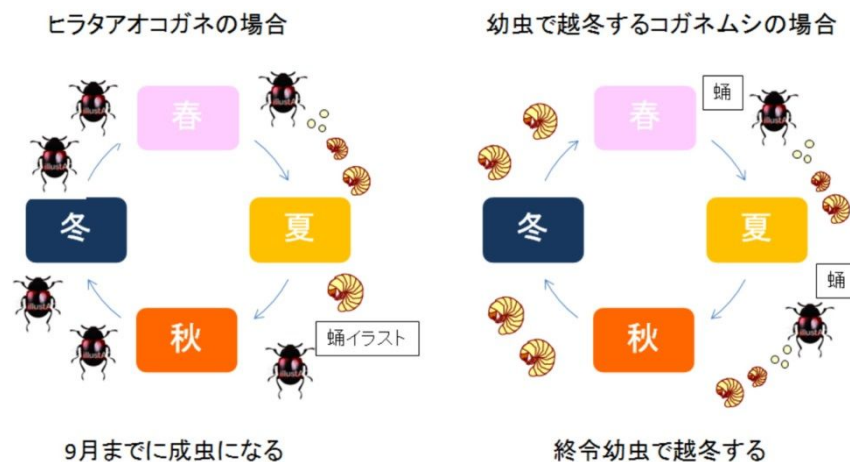 ヒラタアオコガネの場合
春
夏
秋
冬
蛹イラスト
9月までに成虫になる
幼虫で越冬するコガネムシの場合
春
蛹
夏
蛹
秋
冬
終令幼虫で越冬する